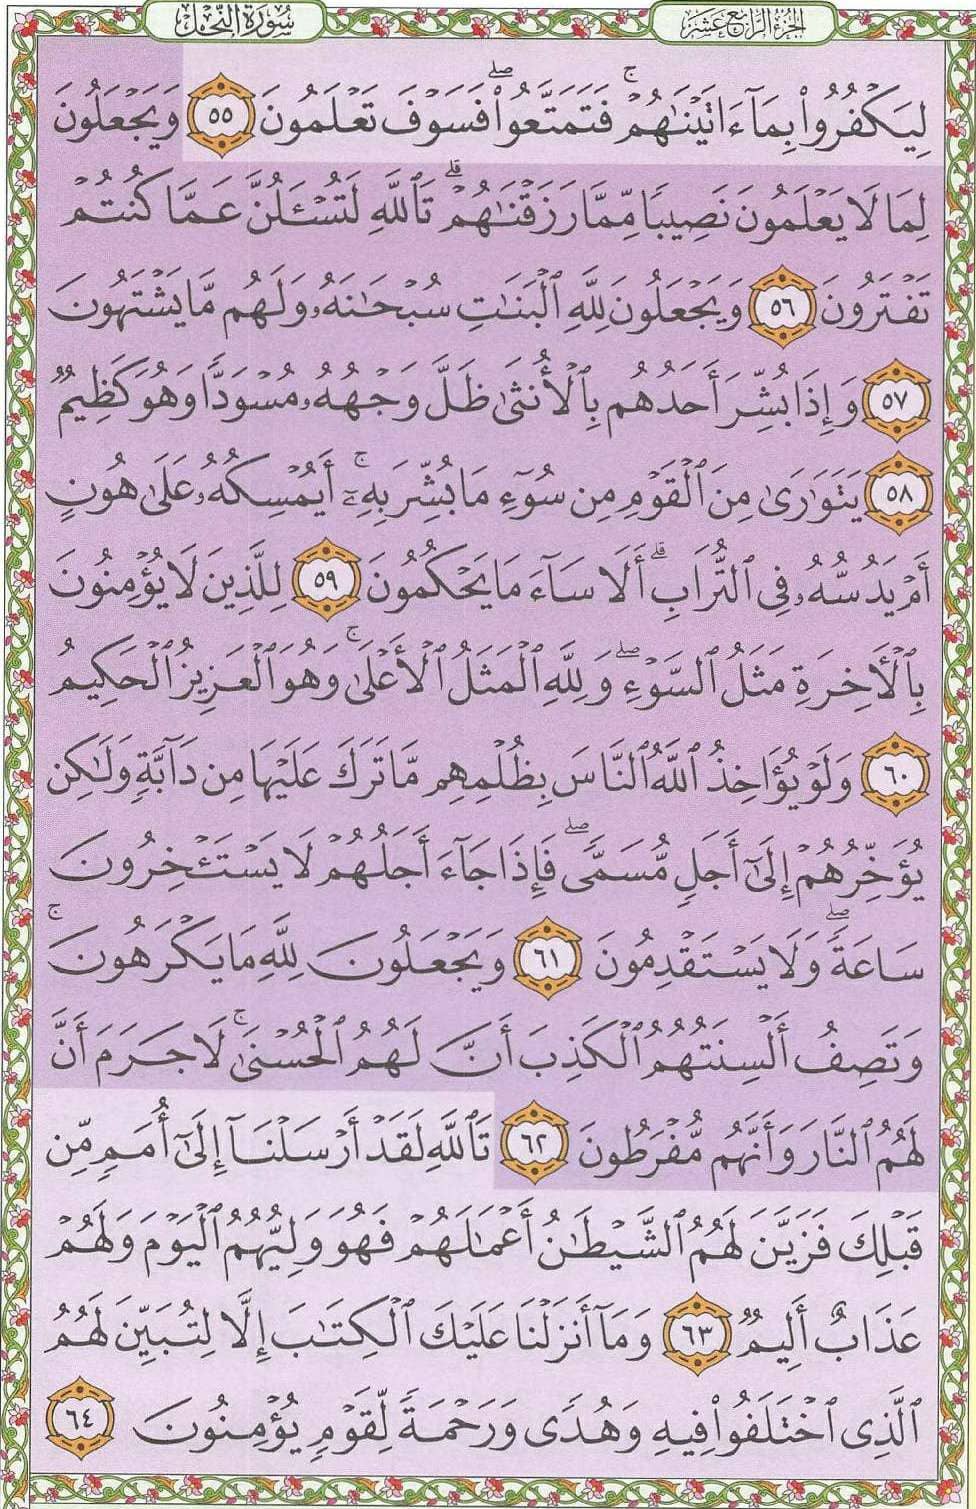 الجزء الرابع عشر
سورة النحل
لِيَكْفُرُوا۟ بِمَآ ءَاتَيْنَٰهُمْ ۚ فَتَمَتَّعُوا۟ ۖ فَسَوْفَ تَعْلَمُونَ ٥٥ وَيَجْعَلُونَ
لِمَا لَا يَعْلَمُونَ نَصِيبًا مِّمَّا رَزَقْنَٰهُمْ ۗ تَٱللَّهِ لَتُسْـَٔلُنَّ عَمَّا كُنتُمْ
تَفْتَرُونَ ٥٦ وَيَجْعَلُونَ لِلَّهِ ٱلْبَنَٰتِ سُبْحَٰنَهُۥ وَلَهُم مَّا يَشْتَهُونَ
٥٧ وَإِذَا بُشِّرَ أَحَدُهُم بِٱلْأُنثَىٰ ظَلَّ وَجْهُهُۥ مُسْوَدًّا وَهُوَ كَظِيمٌ
٥٨ يَتَوَٰرَىٰ مِنَ ٱلْقَوْمِ مِن سُوٓءِ مَا بُشِّرَ بِهِۦٓ ۚ أَيُمْسِكُهُۥ عَلَىٰ هُونٍ
أَمْ يَدُسُّهُۥ فِى ٱلتُّرَابِ ۗ أَلَا سَآءَ مَا يَحْكُمُونَ ٥٩ لِلَّذِينَ لَا يُؤْمِنُونَ
بِٱلْـَٔاخِرَةِ مَثَلُ ٱلسَّوْءِ ۖ وَلِلَّهِ ٱلْمَثَلُ ٱلْأَعْلَىٰ ۚ وَهُوَ ٱلْعَزِيزُ ٱلْحَكِيمُ
٦٠ وَلَوْ يُؤَاخِذُ ٱللَّهُ ٱلنَّاسَ بِظُلْمِهِم مَّا تَرَكَ عَلَيْهَا مِن دَآبَّةٍ وَلَٰكِن
يُؤَخِّرُهُمْ إِلَىٰٓ أَجَلٍ مُّسَمًّى ۖ فَإِذَا جَآءَ أَجَلُهُمْ لَا يَسْتَـْٔخِرُونَ
سَاعَةً ۖ وَلَا يَسْتَقْدِمُونَ ٦١ وَيَجْعَلُونَ لِلَّهِ مَا يَكْرَهُونَ ۚ
وَتَصِفُ أَلْسِنَتُهُمُ ٱلْكَذِبَ أَنَّ لَهُمُ ٱلْحُسْنَىٰ ۚ لَا جَرَمَ أَنَّ
لَهُمُ ٱلنَّارَ وَأَنَّهُم مُّفْرَطُونَ ٦٢ تَٱللَّهِ لَقَدْ أَرْسَلْنَآ إِلَىٰٓ أُمَمٍ مِّن
قَبْلِكَ فَزَيَّنَ لَهُمُ ٱلشَّيْطَٰنُ أَعْمَٰلَهُمْ فَهُوَ وَلِيُّهُمُ ٱلْيَوْمَ وَلَهُمْ
عَذَابٌ أَلِيمٌ ٦٣ وَمَآ أَنزَلْنَا عَلَيْكَ ٱلْكِتَٰبَ إِلَّا لِتُبَيِّنَ لَهُمُ
ٱلَّذِى ٱخْتَلَفُوا۟ فِيهِ وَهُدًى وَرَحْمَةً لِّقَوْمٍ يُؤْمِنُونَ ٦٤